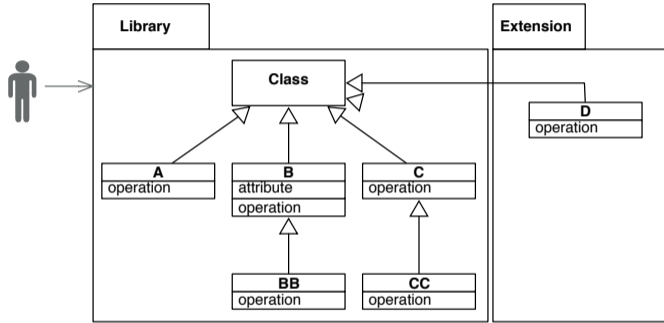 Library
Extension
Class
D
operation
A
operation
B
attribute
operation
C
operation
BB
operation
CC
operation